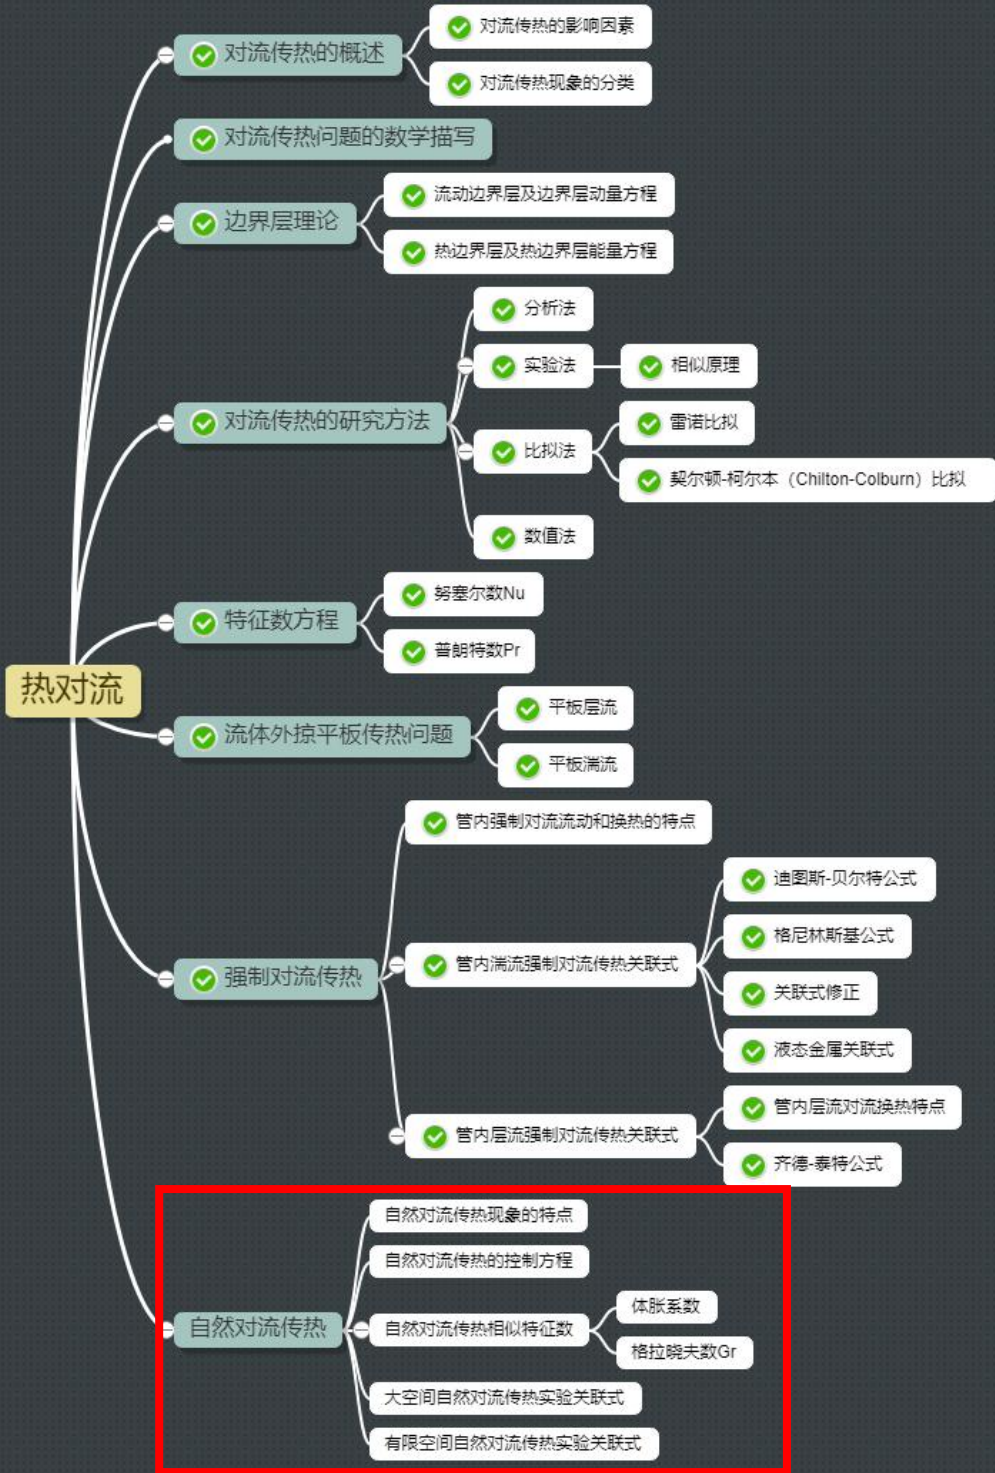 对流传热的影响因素
对流传热的概述
对流传热现象的分类
对流传热问题的数学描写
流动边界层及边界层动量方程
边界层理论
热边界层及热边界层能量方程
分析法
实验法
相似原理
对流传热的研究方法
雷诺比拟
比拟法
契尔顿-柯尔本（Chilton-Colburn）比拟
数值法
努塞尔数Nu
特征数方程
普朗特数Pr
热对流
平板层流
流体外掠平板传热问题
平板湍流
管内强制对流流动和换热的特点
迪图斯-贝尔特公式
格尼林斯基公式
管内湍流强制对流传热关联式
强制对流传热
关联式修正
液态金属关联式
管内层流对流换热特点
管内层流强制对流传热关联式
齐德-泰特公式
自然对流传热现象的特点
自然对流传热的控制方程
体胀系数
自然对流传热
自然对流传热相似特征数
格拉晓夫数Gr
大空间自然对流传热实验关联式
有限空间自然对流传热实验关联式